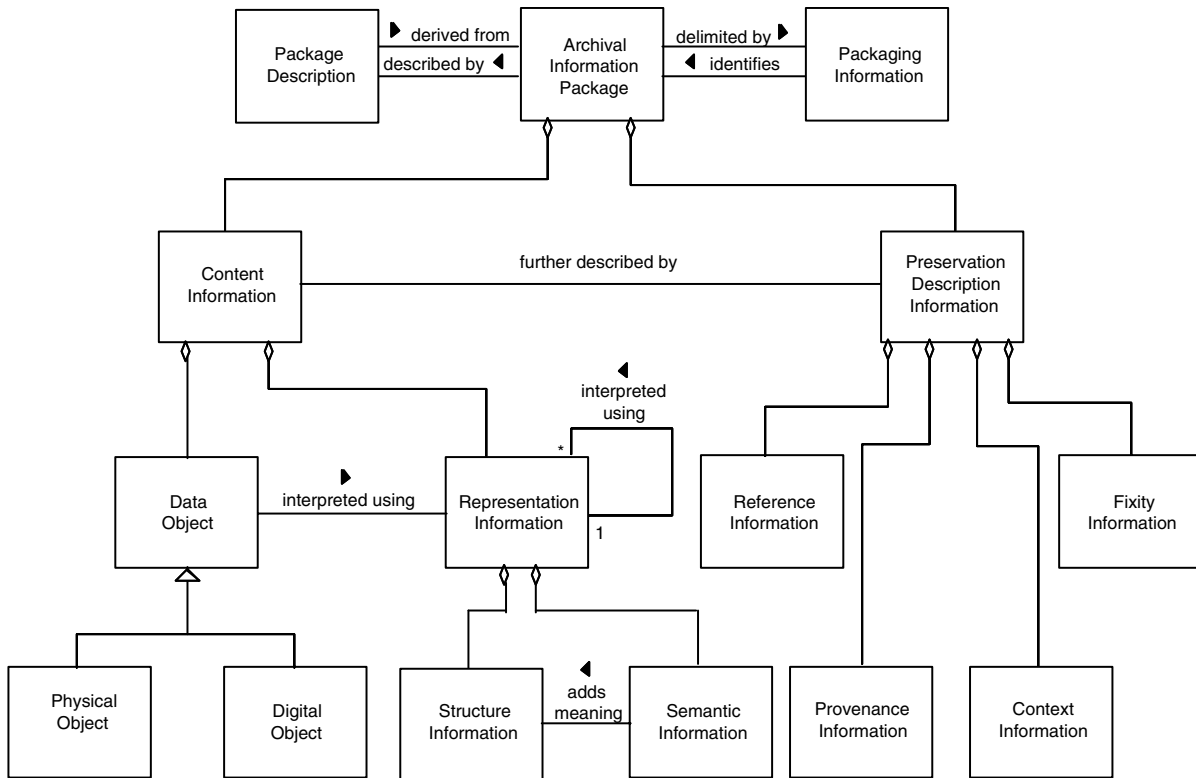 Package
Description
derived from
described by
Archival
Information
Package
delimited by
identifies
Packaging
Information
Content
Information
further described by
Preservation
Description
Information
interpreted
using
*
Data
Object
interpreted using
Representation
Information
1
Reference
Information
Fixity
Information
Physical
Object
Digital
Object
Structure
Information
adds
meaning
Semantic
Information
Provenance
Information
Context
Information